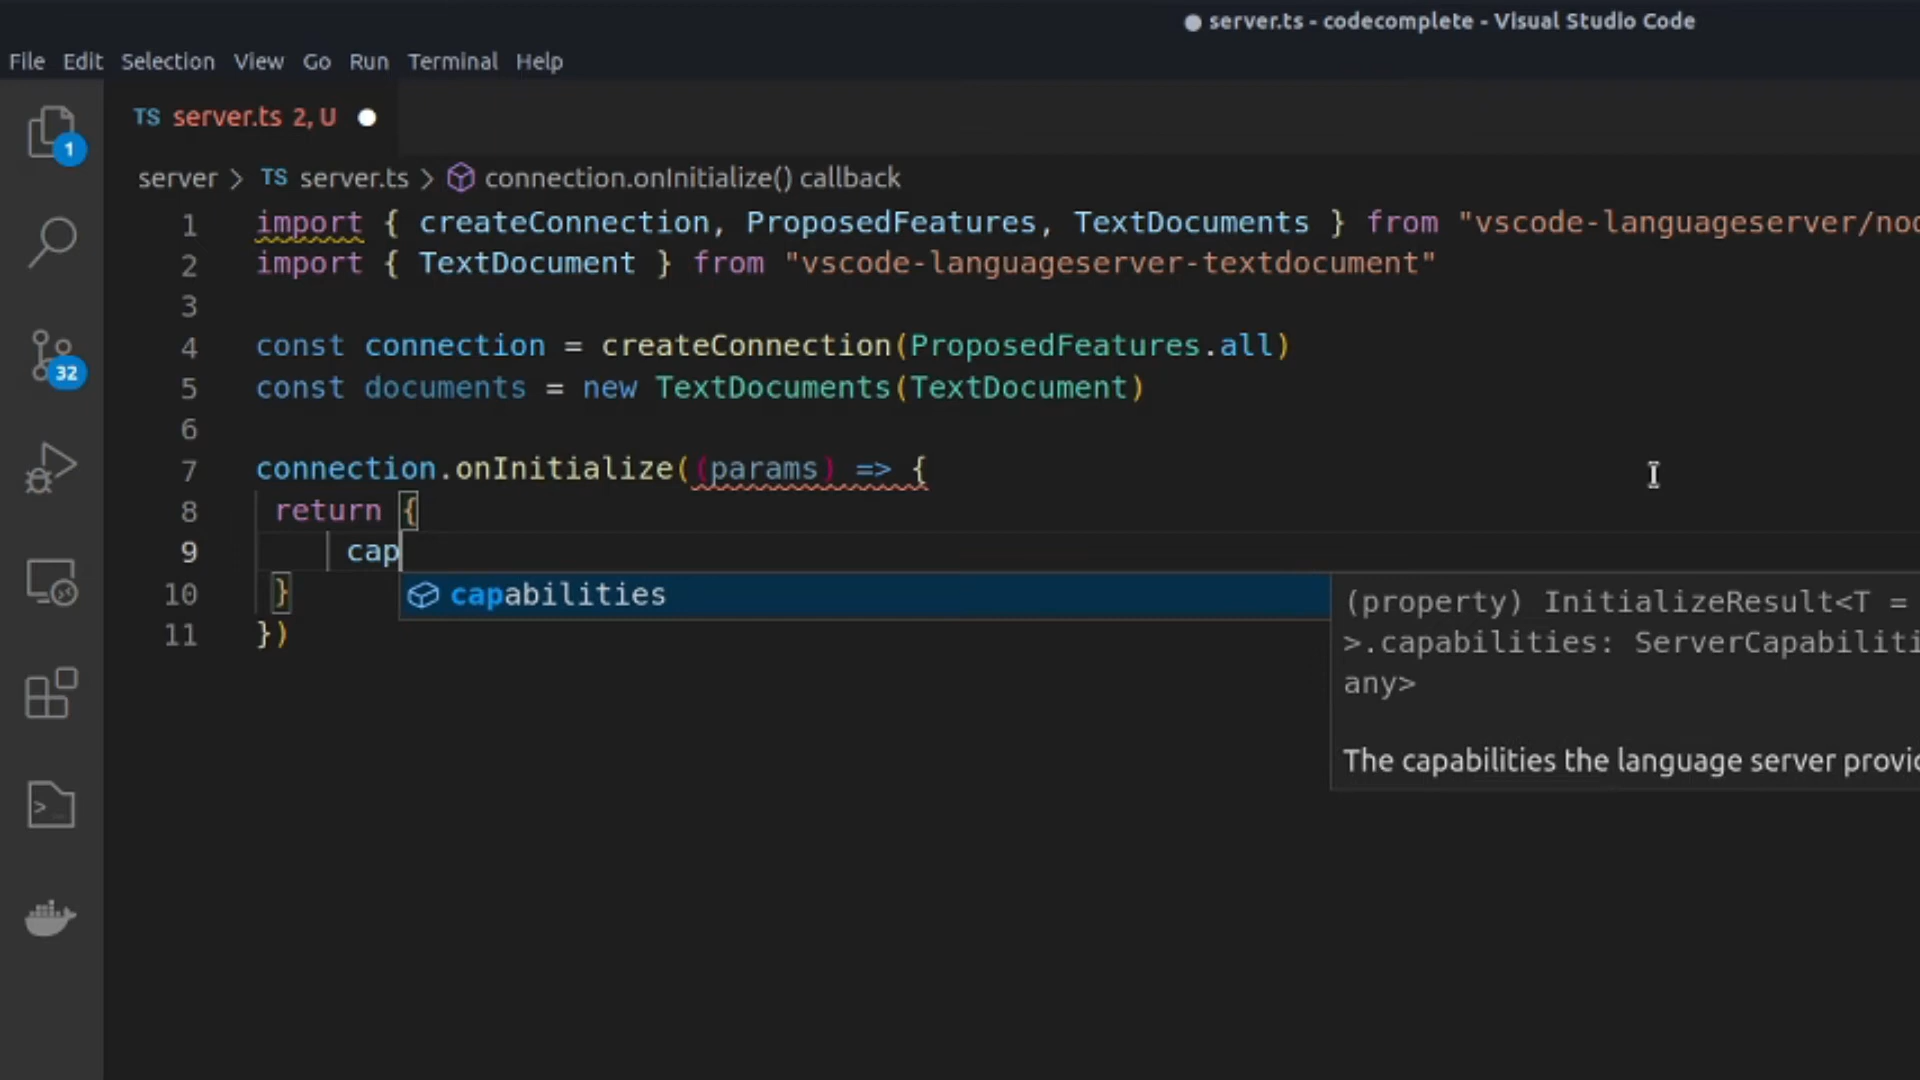 ● server.ts - codecomplete - Visual Studio Code
File Edit Selection View Go Run Terminal Help
TS server.ts 2, U ●
1
server > TS server.ts > connection.onInitialize() callback
1 import { createConnection, ProposedFeatures, TextDocuments } from "vscode-languageserver/noc
2 import { TextDocument } from "vscode-languageserver-textdocument"
3
4 const connection = createConnection(ProposedFeatures.all)
32
5 const documents = new TextDocuments(TextDocument)
6
7 connection.onInitialize((params) => {
8 return {
9 cap
10 }
capabilities
(property) InitializeResult<T =
>.capabilities: ServerCapabiliti
any>
11 })
The capabilities the language server provi